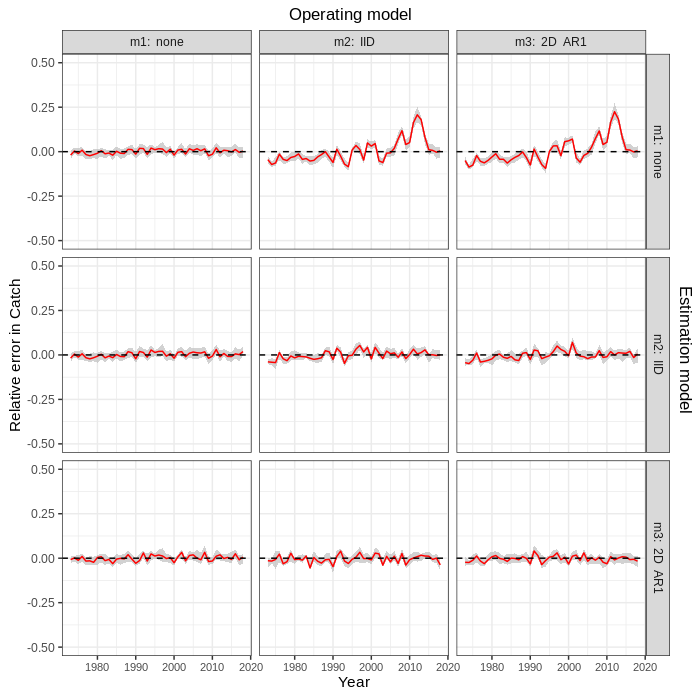 Operating model
m1: none m2: IID m3: 2D AR1
0.50
0.25
0.00
-0.25
-0.50
m1: none
0.50
0.25
0.00
-0.25
-0.50
m2: IID
0.50
0.25
0.00
-0.25
-0.50
m3: 2D AR1
Relative error in Catch
Estimation model
1980 1990 2000 2010 2020 1980 1990 2000 2010 2020 1980 1990 2000 2010 2020
Year